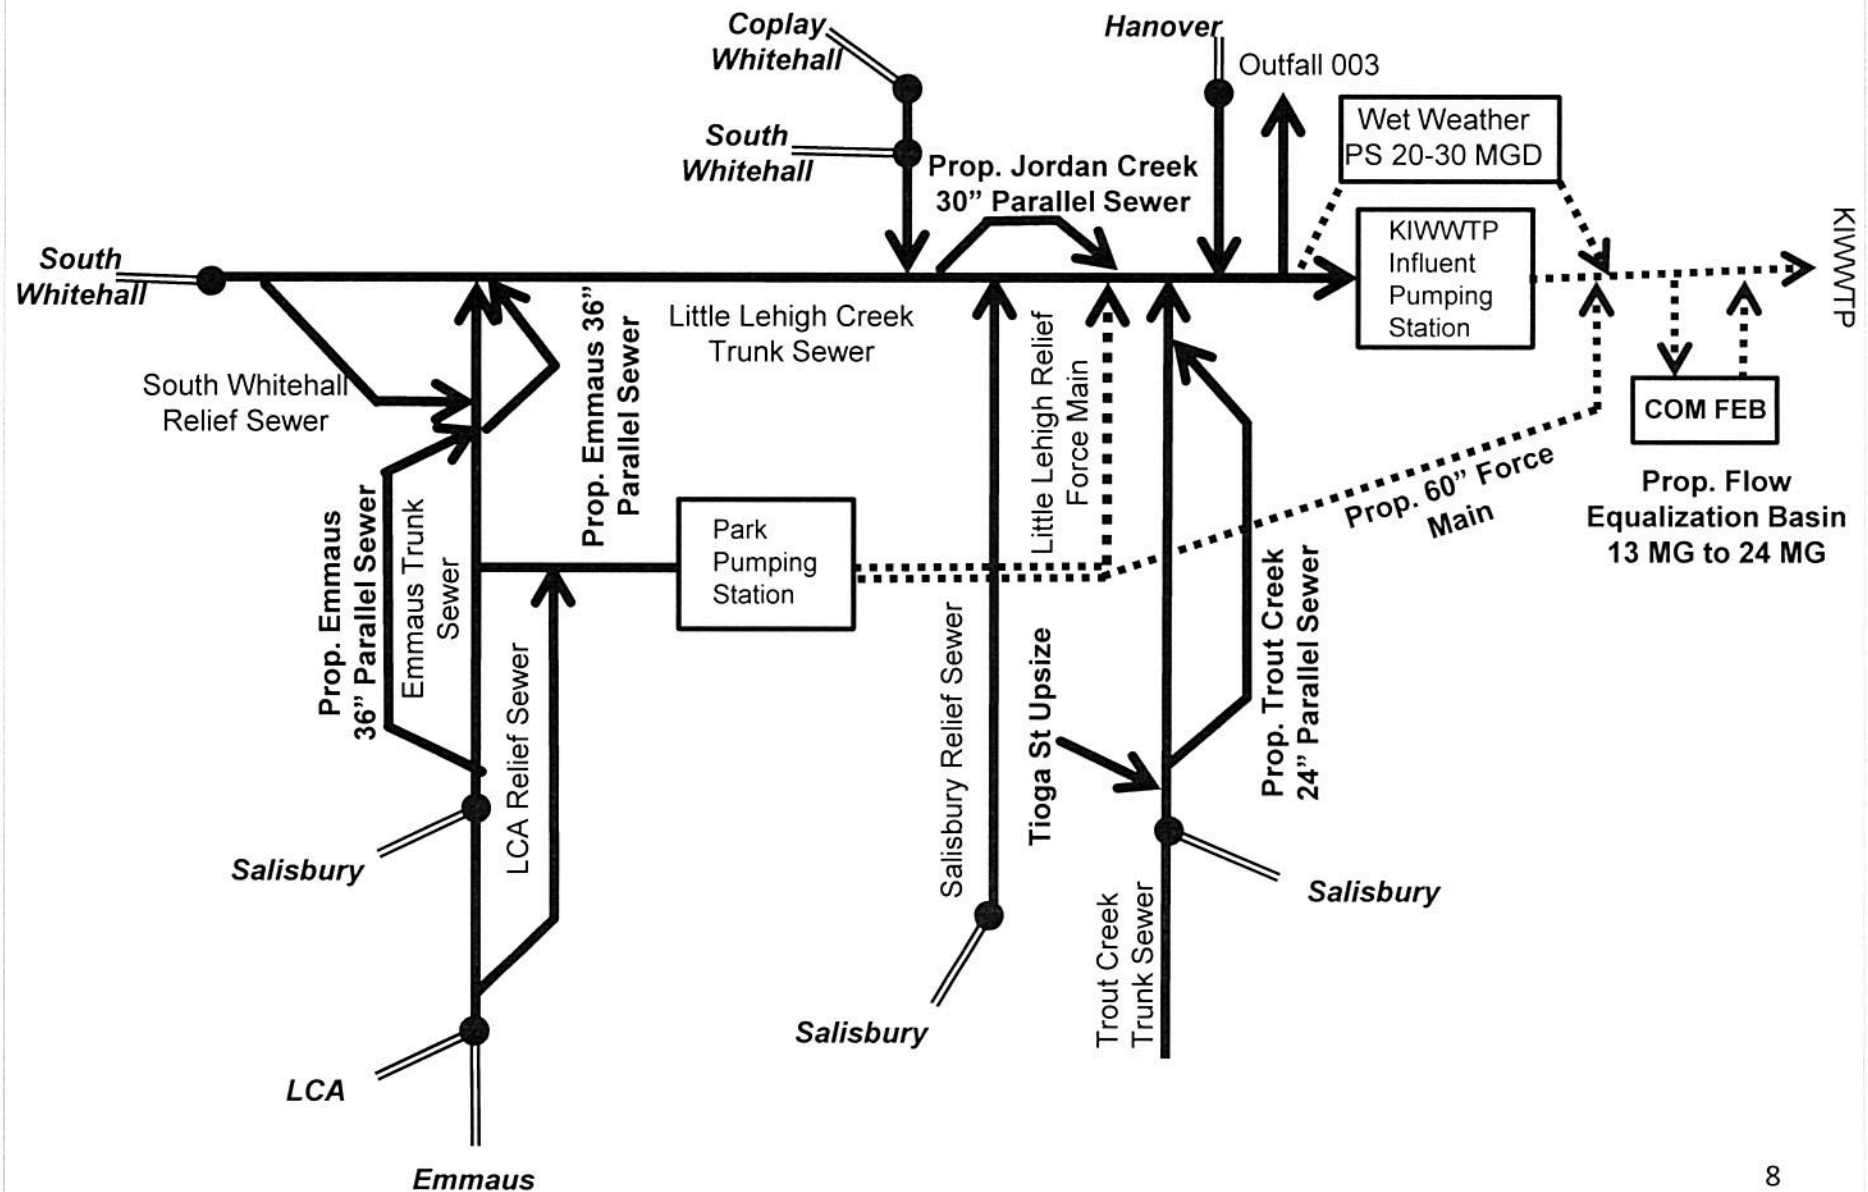 Coplay
Whitehall
Hanover
Outfall 003
Wet Weather
PS 20-30 MGD
South
Whitehall
Prop. Jordan Creek
30” Parallel Sewer
KIWWTP
Influent
Pumping
Station
KIWWTP
South
Whitehall
Little Lehigh Creek
Trunk Sewer
South Whitehall
Relief Sewer
Prop. Emmaus 36”
Parallel Sewer
Little Lehigh Relief
Force Main
COM FEB
Prop. 60” Force
Main
Prop. Flow
Equalization Basin
13 MG to 24 MG
Prop. Emmaus
36” Parallel Sewer
Emmaus Trunk
Sewer
Park
Pumping
Station
LCA Relief Sewer
Salisbury Relief Sewer
Tioga St Upsize
Prop. Trout Creek
24” Parallel Sewer
Salisbury
Salisbury
Trout Creek
Trunk Sewer
Salisbury
LCA
Emmaus
8